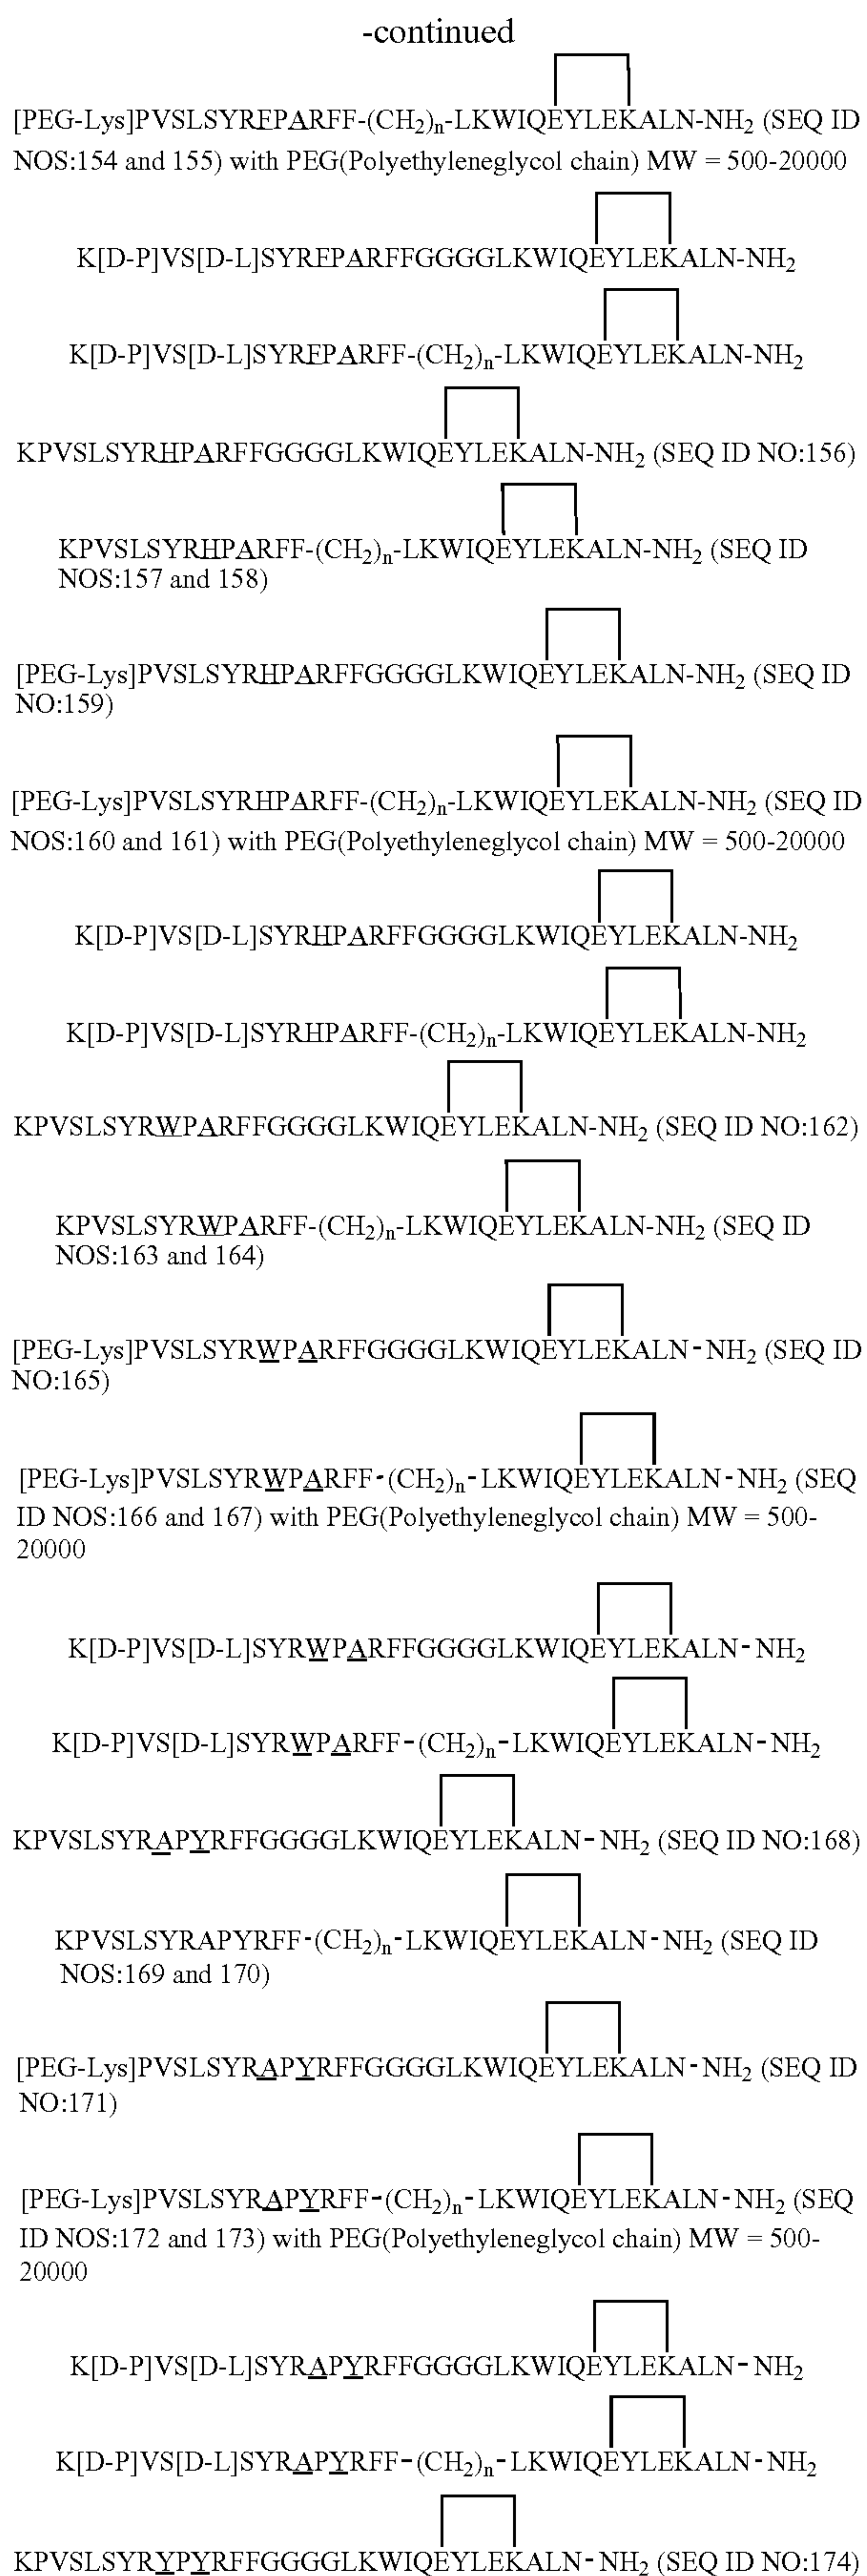 -continued
[PEG-Lys]PVSLSYRFPARFF-(CH2)n-LKWIQEYLEKALN-NH2 (SEQ ID
NOS:154 and 155) with PEG(Polyethyleneglycol chain) MW = 500-20000
K[D-P]VS[D-L]SYRFPARFFGGGGLKWIQEYLEKALN-NH2
K[D-P]VS[D-L]SYRFPARFF-(CH2)n-LKWIQEYLEKALN-NH2
KPVSLSYRHPARFFGGGGLKWIQEYLEKALN-NH2 (SEQ ID NO:156)
KPVSLSYRHPARFF-(CH2)n-LKWIQEYLEKALN-NH2 (SEQ ID
NOS:157 and 158)
[PEG-Lys]PVSLSYRHPARFFGGGGLKWIQEYLEKALN-NH2 (SEQ ID
NO:159)
[PEG-Lys]PVSLSYRHPARFF-(CH2)n-LKWIQEYLEKALN-NH2 (SEQ ID
NOS:160 and 161) with PEG(Polyethyleneglycol chain) MW = 500-20000
K[D-P]VS[D-L]SYRHPARFFGGGGLKWIQEYLEKALN-NH2
K[D-P]VS[D-L]SYRHPARFF-(CH2)n-LKWIQEYLEKALN-NH2
KPVSLSYRWPARFFGGGGLKWIQEYLEKALN-NH2 (SEQ ID NO:162)
KPVSLSYRWPARFF-(CH2)n-LKWIQEYLEKALN-NH2 (SEQ ID
NOS:163 and 164)
[PEG-Lys]PVSLSYRWPARFFGGGGLKWIQEYLEKALN-NH2 (SEQ ID
NO:165)
[PEG-Lys]PVSLSYRWPARFF-(CH2)n-LKWIQEYLEKALN-NH2 (SEQ
ID NOS:166 and 167) with PEG(Polyethyleneglycol chain) MW = 500-
20000
K[D-P]VS[D-L]SYRWPARFFGGGGLKWIQEYLEKALN-NH2
K[D-P]VS[D-L]SYRWPARFF-(CH2)n-LKWIQEYLEKALN-NH2
KPVSLSYRAPYRFFGGGGLKWIQEYLEKALN-NH2 (SEQ ID NO:168)
KPVSLSYRAPYRFF-(CH2)n-LKWIQEYLEKALN-NH2 (SEQ ID
NOS:169 and 170)
[PEG-Lys]PVSLSYRAPYRFFGGGGLKWIQEYLEKALN-NH2 (SEQ ID
NO:171)
[PEG-Lys]PVSLSYRAPYRFF-(CH2)n-LKWIQEYLEKALN-NH2 (SEQ
ID NOS:172 and 173) with PEG(Polyethyleneglycol chain) MW = 500-
20000
K[D-P]VS[D-L]SYRAPYRFFGGGGLKWIQEYLEKALN-NH2
K[D-P]VS[D-L]SYRAPYRFF-(CH2)n-LKWIQEYLEKALN-NH2
KPVSLSYRYPYRFFGGGGLKWIQEYLEKALN-NH2 (SEQ ID NO:174)